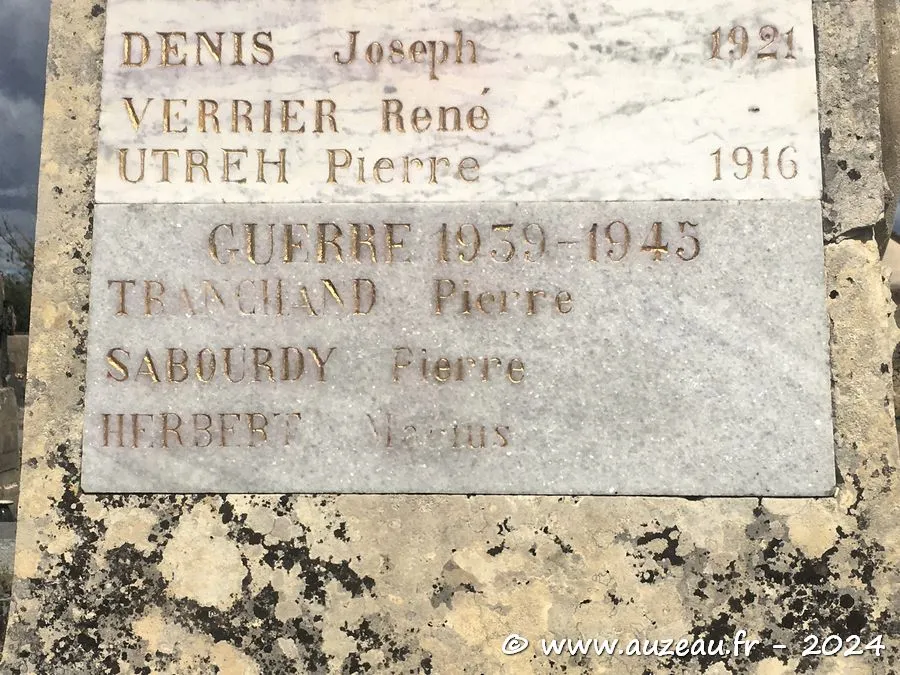 DENIS Joseph 1921
VERRIER René -
UTREH Pierre 1916
GUERRE 1939-1945
TRANCHAND Pierre
SABOURDY Pierre
HERBERT Marius
© www.auzeau.fr - 2024